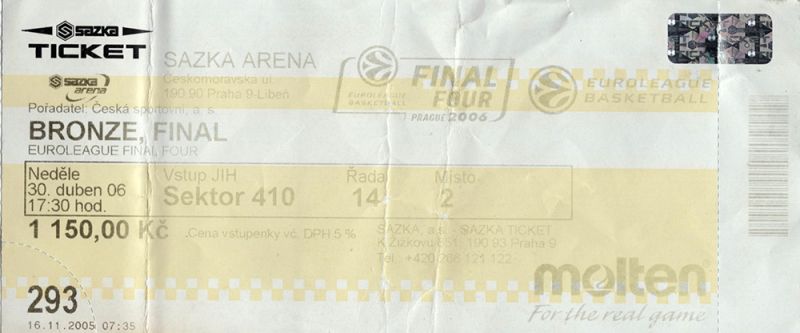 sazka
TICKET
SAZKA ARENA
Českomoravská ul.
190 90 Praha 9-Libeň
sazka
arena
FINAL
FOUR
EUROLEAGUE
BASKETBALL
PRAGUE 2006
EUROLEAGUE
BASKETBALL
Pořadatel: Česká sportovní, a. s.
BRONZE, FINAL
EUROLEAGUE FINAL FOUR
Neděle Vstup JIH Řada Místo
30. duben 06 Sektor 410 14 2
17:30 hod.
1 150,00 Kč .Cena vstupenky vč. DPH 5 %
SAZKA, a.s. - SAZKA TICKET
K Žižkovu 851, 190 93 Praha 9
Tel.: +420 266 121 122
molten
For the real game
293
16.11.2005 07:35